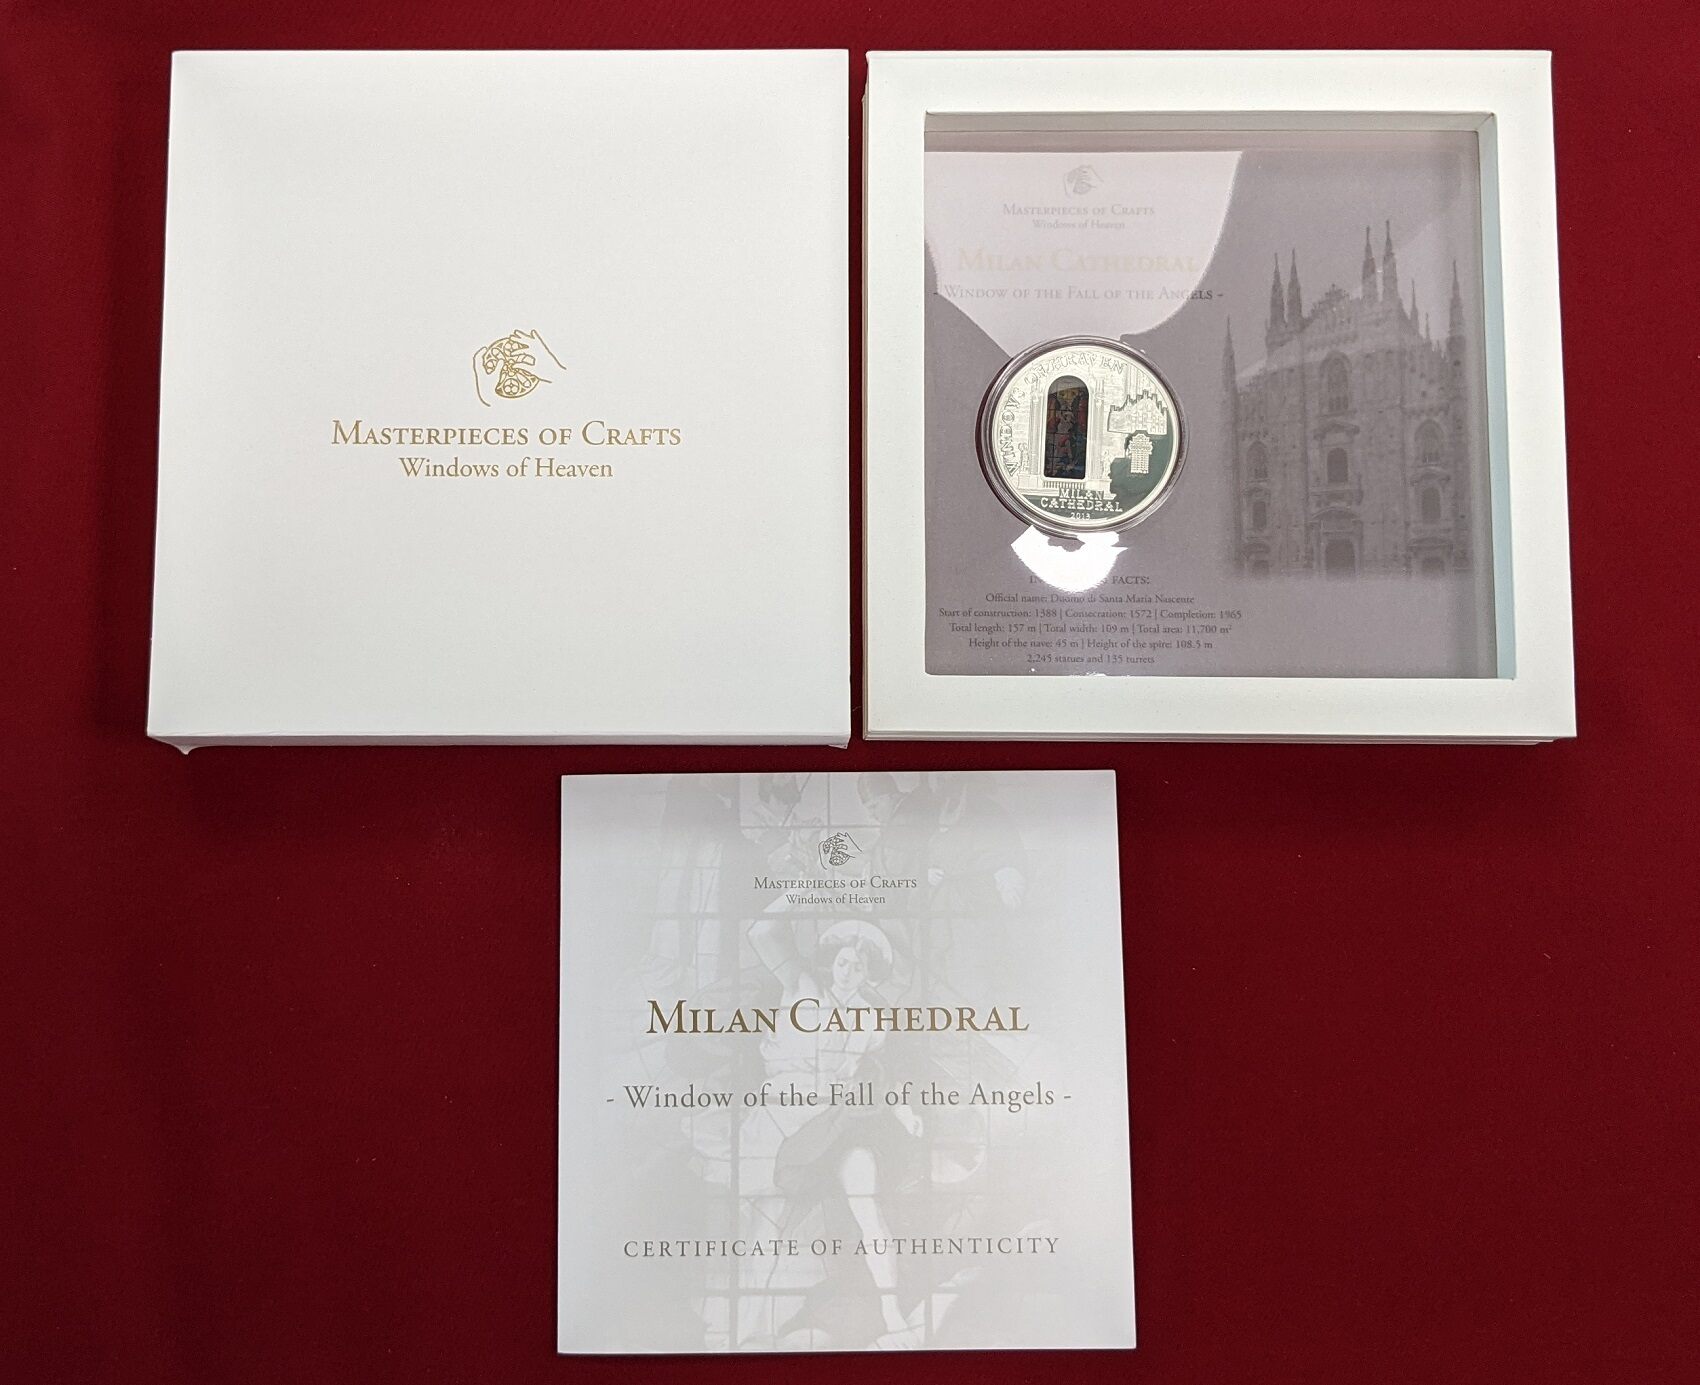 MASTERPIECES OF CRAFTS
Windows of Heaven
MASTERPIECES OF CRAFTS
Windows of Heaven
MILAN CATHEDRAL
- WINDOW OF THE FALL OF THE ANGELS -
WINDOWS HEAVEN
MILAN
CATHEDRAL
2013
FACTS:
Official name: Duomo di Santa Maria Nascente
Start of construction: 1388 | Consecration: 1572 | Completion: 1965
Total length: 157 m | Total width: 109 m | Total area: 11,700 m²
Height of the nave: 45 m | Height of the spire: 108.5 m
2,245 statues and 135 turrets
MASTERPIECES OF CRAFTS
Windows of Heaven
MILAN CATHEDRAL
- Window of the Fall of the Angels -
CERTIFICATE OF AUTHENTICITY